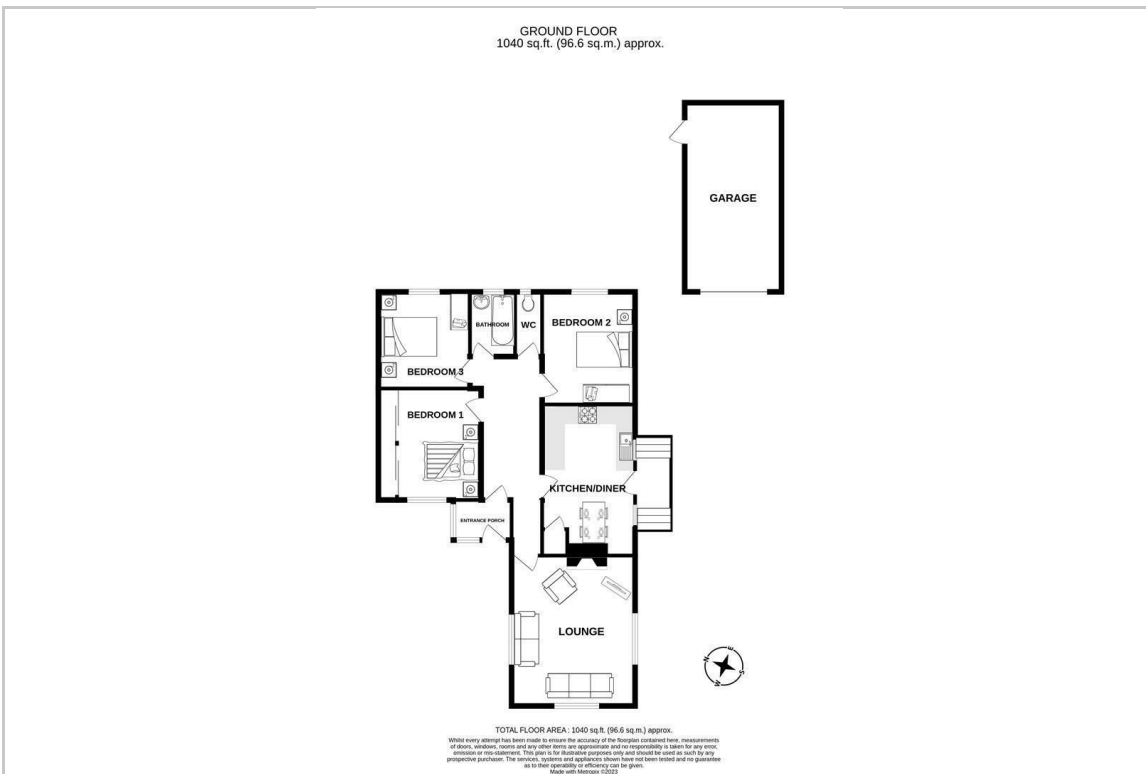 GROUND FLOOR
1040 sq.ft. (96.6 sq.m.) approx.
GARAGE
BATHROOM
WC
BEDROOM 2
BEDROOM 3
BEDROOM 1
KITCHEN/DINER
ENTRANCE PORCH
LOUNGE
N
E
S
W
TOTAL FLOOR AREA : 1040 sq.ft. (96.6 sq.m.) approx.
Whilst every attempt has been made to ensure the accuracy of the floorplan contained here, measurements
of doors, windows, rooms and any other items are approximate and no responsibility is taken for any error,
omission or mis-statement. This plan is for illustrative purposes only and should be used as such by any
prospective purchaser. The services, systems and appliances shown have not been tested and no guarantee
as to their operability or efficiency can be given.
Made with Metropix ©2023